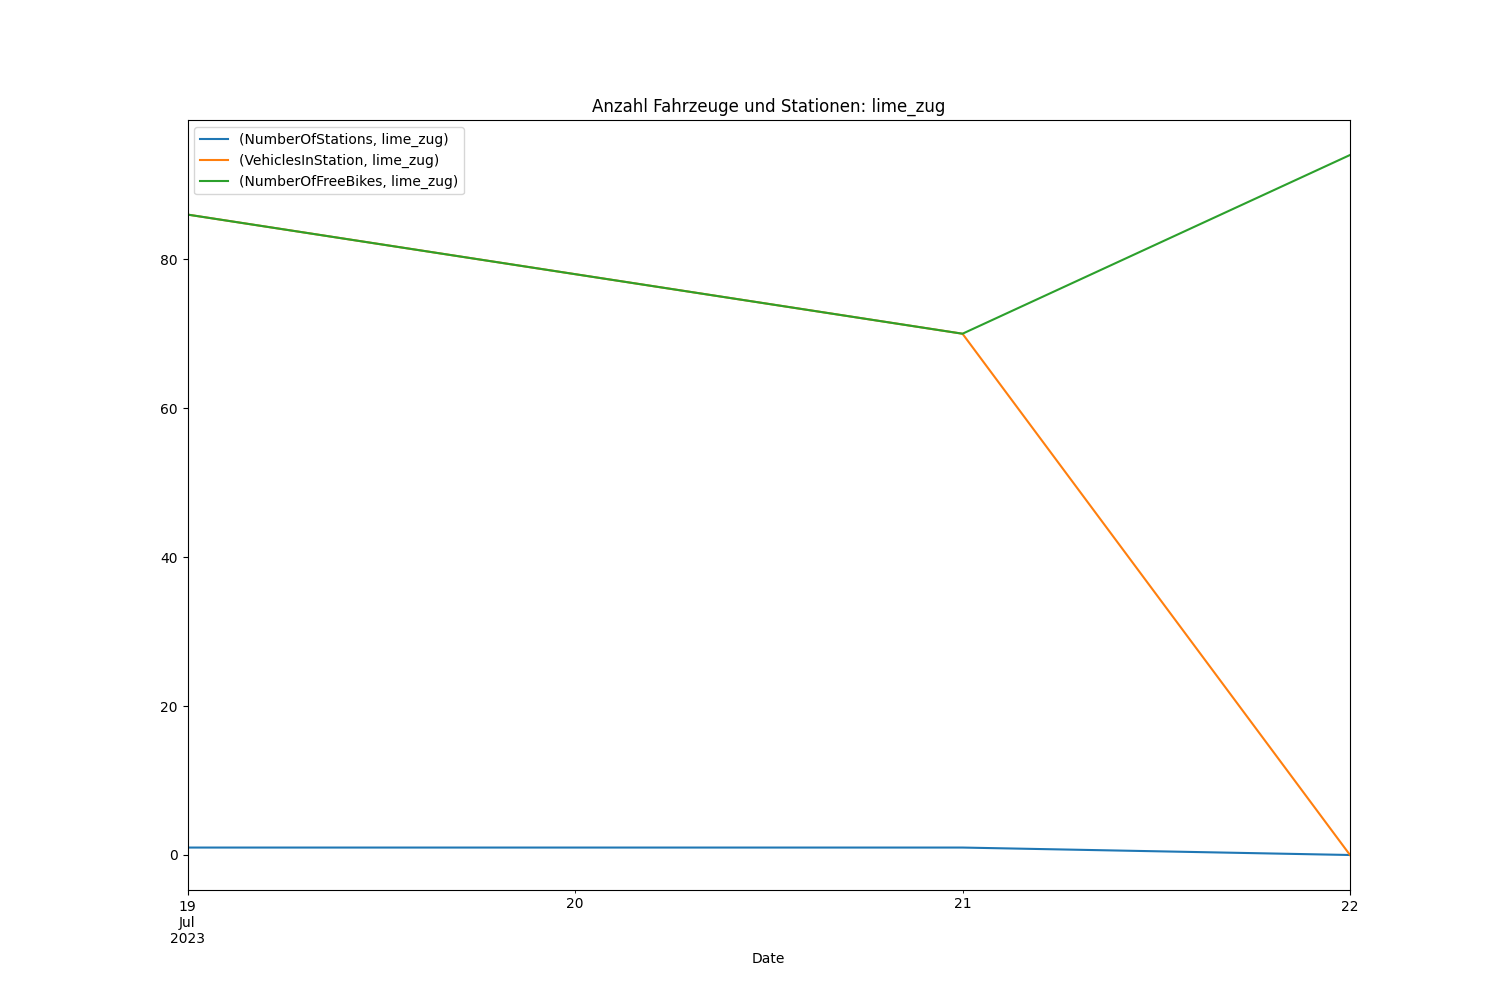 Anzahl Fahrzeuge und Stationen: lime_zug
(NumberOfStations, lime_zug)
(VehiclesInStation, lime_zug)
(NumberOfFreeBikes, lime_zug)
80
60
40
20
0
19 20 21 22
Jul
2023
Date